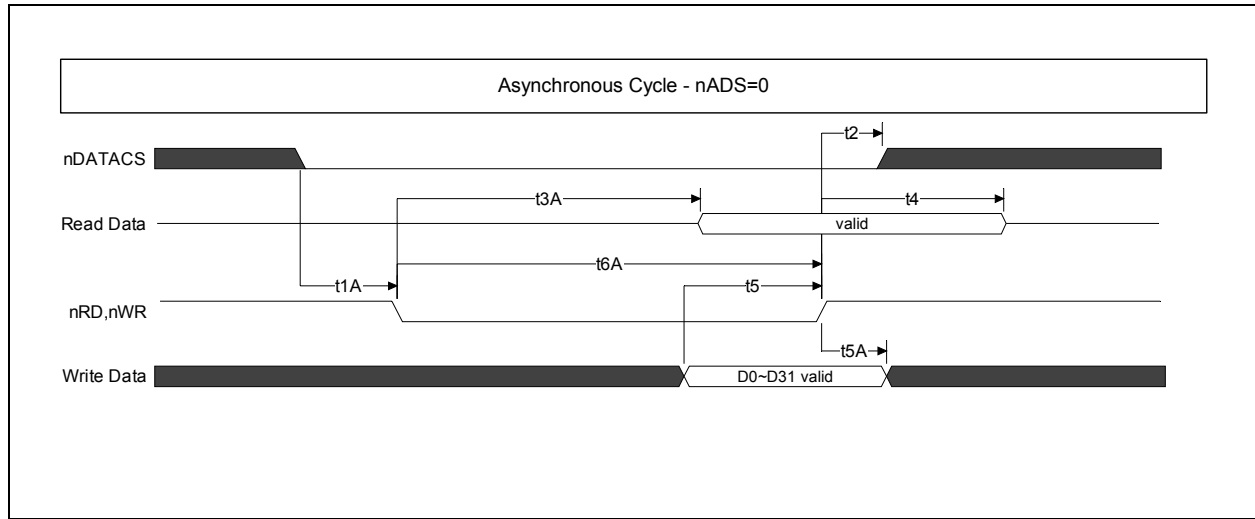 Asynchronous Cycle - nADS=0
t2
nDATACS
t3A
t4
Read Data
valid
t6A
t1A
t5
nRD,nWR
t5A
Write Data
D0~D31 valid